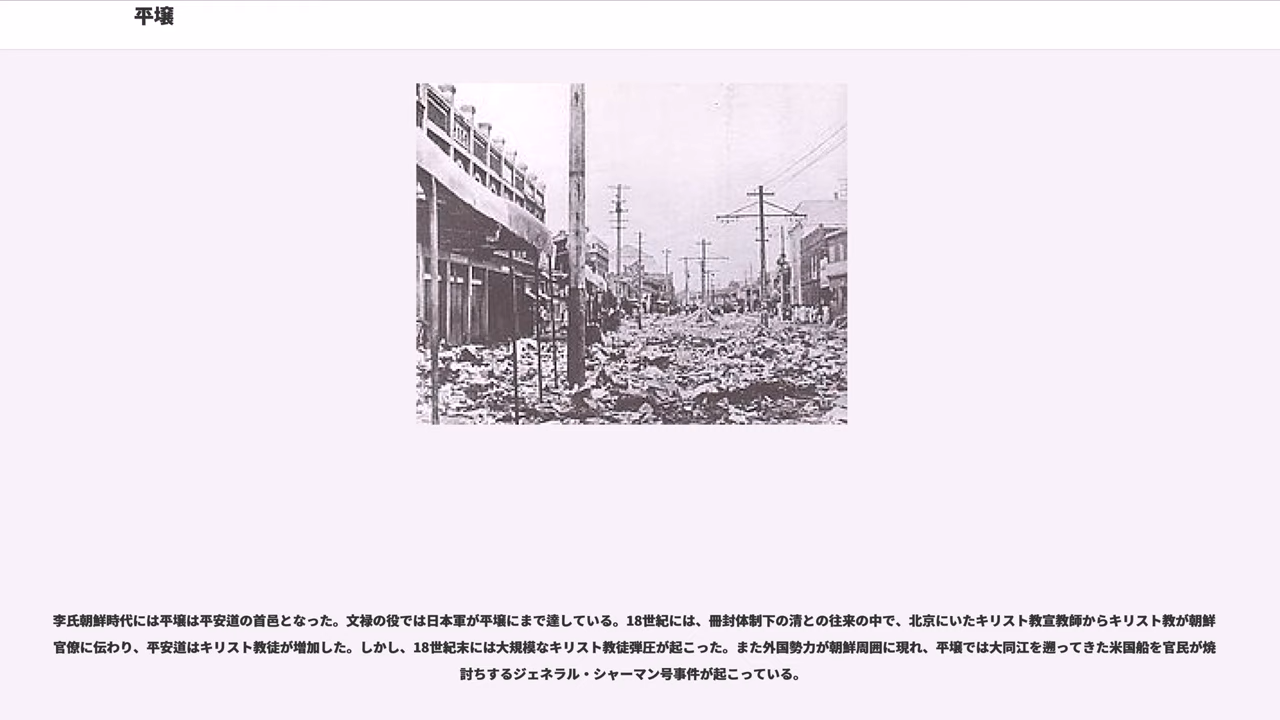 平壌
李氏朝鮮時代には平壌は平安道の首邑となった。文禄の役では日本軍が平壌にまで達している。18世紀には、冊封体制下の清との往来の中で、北京にいたキリスト教宣教師からキリスト教が朝鮮
官僚に伝わり、平安道はキリスト教徒が増加した。しかし、18世紀末には大規模なキリスト教徒弾圧が起こった。また外国勢力が朝鮮周囲に現れ、平壌では大同江を遡ってきた米国船を官民が焼
討ちするジェネラル・シャーマン号事件が起こっている。